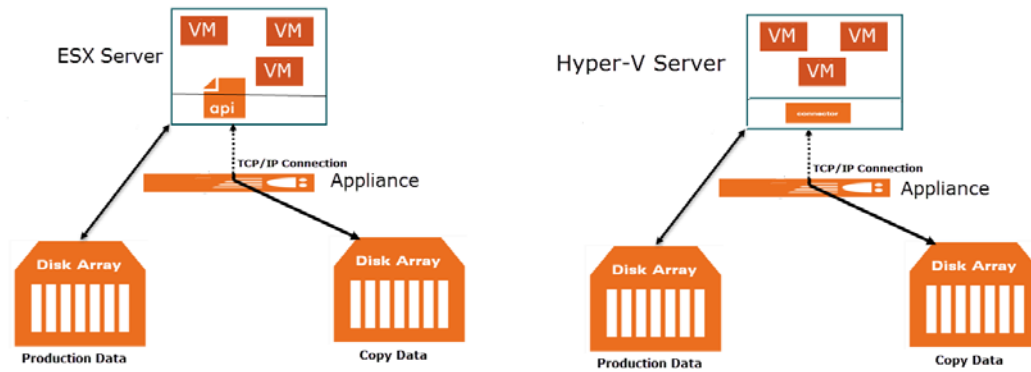 VM
VM
ESX Server
VM
api
TCP/IP Connection
Appliance
Disk Array
Production Data
Disk Array
Copy Data
VM
VM
Hyper-V Server
VM
connector
TCP/IP Connection
Appliance
Disk Array
Production Data
Disk Array
Copy Data